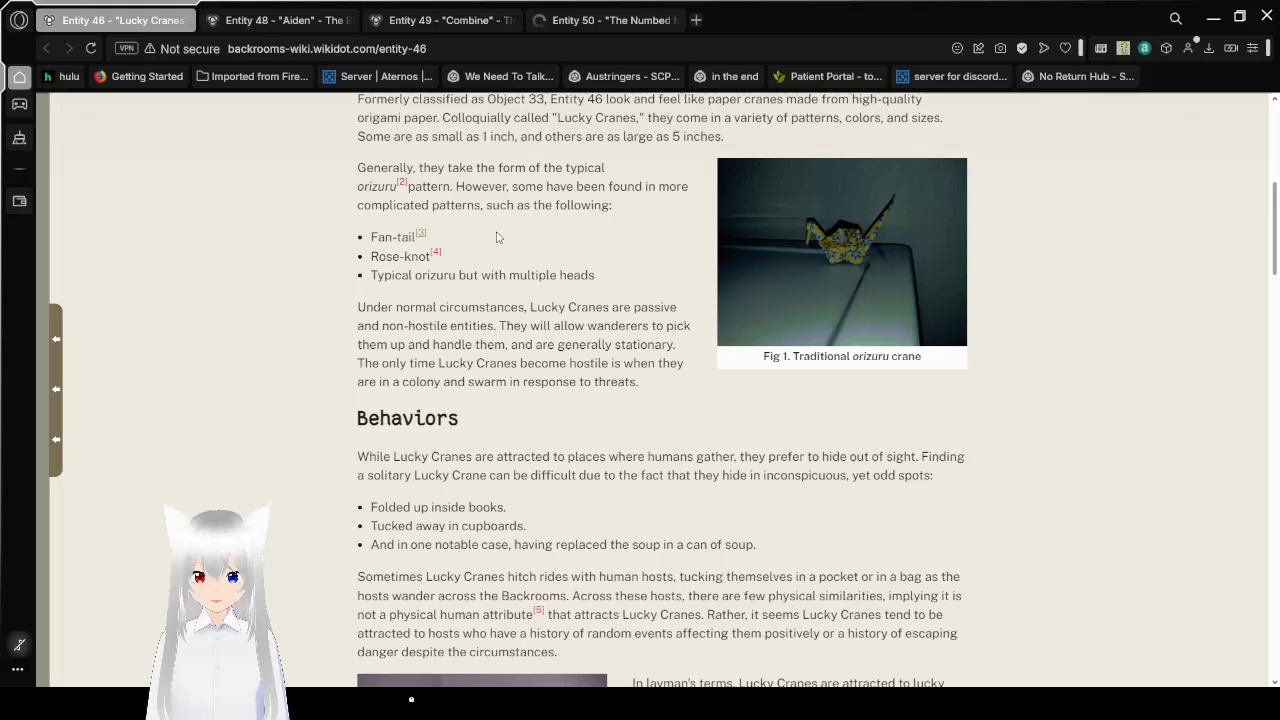 Entity 46 - "Lucky Cranes"
Entity 48 - "Aiden" - The E
Entity 49 - "Combine" - Th
Entity 50 - "The Numbed M
VPN
Not secure
backrooms-wiki.wikidot.com/entity-46
hulu
Getting Started
Imported from Fire...
Server | Aternos |...
We Need To Talk...
Austringers - SCP...
in the end
Patient Portal - to...
server for discord...
No Return Hub - S...
Formerly classified as Object 33, Entity 46 look and feel like paper cranes made from high-quality
origami paper. Colloquially called "Lucky Cranes," they come in a variety of patterns, colors, and sizes.
Some are as small as 1 inch, and others are as large as 5 inches.
Generally, they take the form of the typical
orizuru[2]pattern. However, some have been found in more
complicated patterns, such as the following:
• Fan-tail[3]
• Rose-knot[4]
• Typical orizuru but with multiple heads
Under normal circumstances, Lucky Cranes are passive
and non-hostile entities. They will allow wanderers to pick
them up and handle them, and are generally stationary.
The only time Lucky Cranes become hostile is when they
are in a colony and swarm in response to threats.
Fig 1. Traditional orizuru crane
Behaviors
While Lucky Cranes are attracted to places where humans gather, they prefer to hide out of sight. Finding
a solitary Lucky Crane can be difficult due to the fact that they hide in inconspicuous, yet odd spots:
• Folded up inside books.
• Tucked away in cupboards.
• And in one notable case, having replaced the soup in a can of soup.
Sometimes Lucky Cranes hitch rides with human hosts, tucking themselves in a pocket or in a bag as the
hosts wander across the Backrooms. Across these hosts, there are few physical similarities, implying it is
not a physical human attribute[5] that attracts Lucky Cranes. Rather, it seems Lucky Cranes tend to be
attracted to hosts who have a history of random events affecting them positively or a history of escaping
danger despite the circumstances.
In layman's terms, Lucky Cranes are attracted to lucky